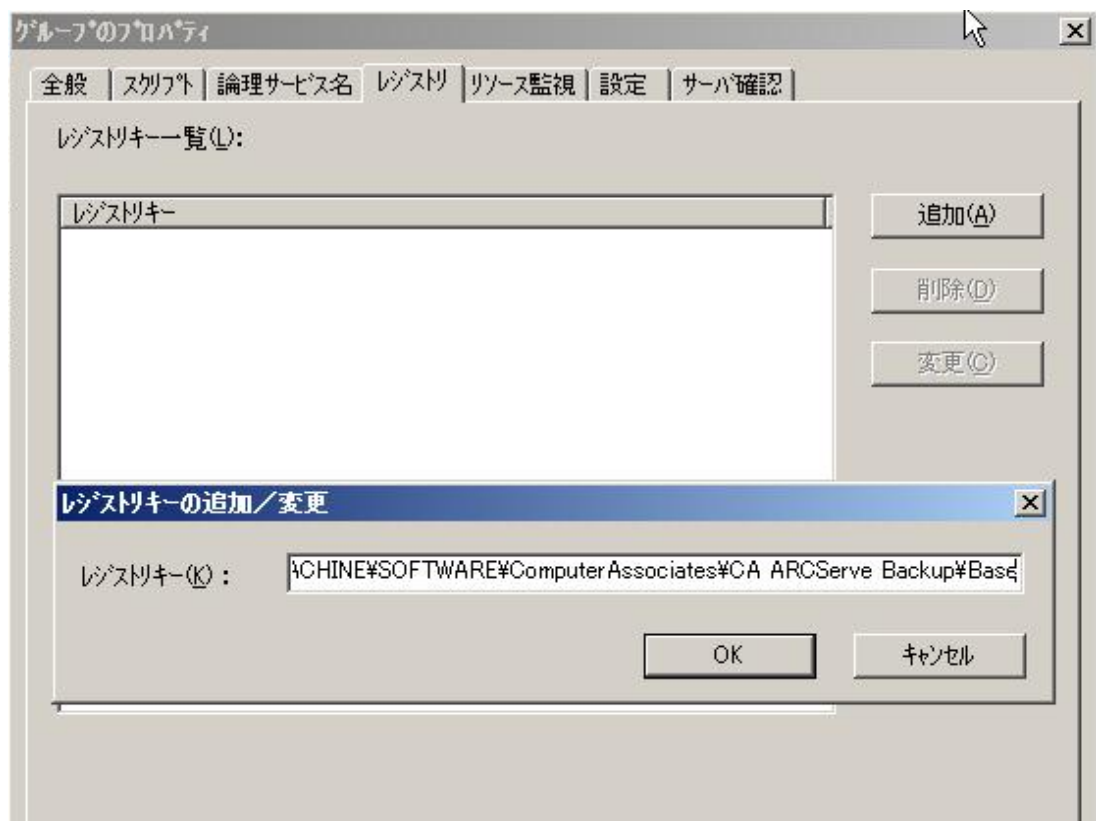 グループのプロパティ
全般 スクリプト 論理サービス名 レジストリ リソース監視 設定 サーバ確認
レジストリキー一覧(L):
レジストリキー
追加(A)
削除(D)
変更(C)
レジストリキーの追加／変更
レジストリキー(K)： ACHINE¥SOFTWARE¥ComputerAssociates¥CA ARCServe Backup¥Base
OK キャンセル